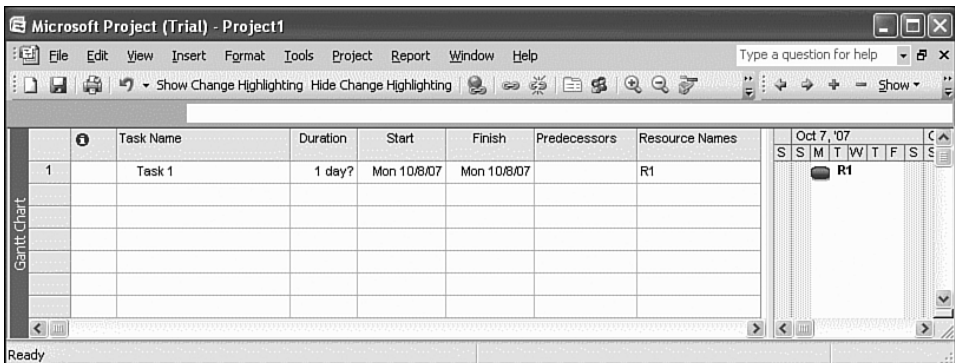 Microsoft Project (Trial) - Project1
File Edit View Insert Format Tools Project Report Window Help Type a question for help
Show Change Highlighting Hide Change Highlighting Show
Task Name Duration Start Finish Predecessors Resource Names Oct 7, '07
S S M T W T F S S
1 Task 1 1 day? Mon 10/8/07 Mon 10/8/07 R1 R1
Gantt Chart
Ready